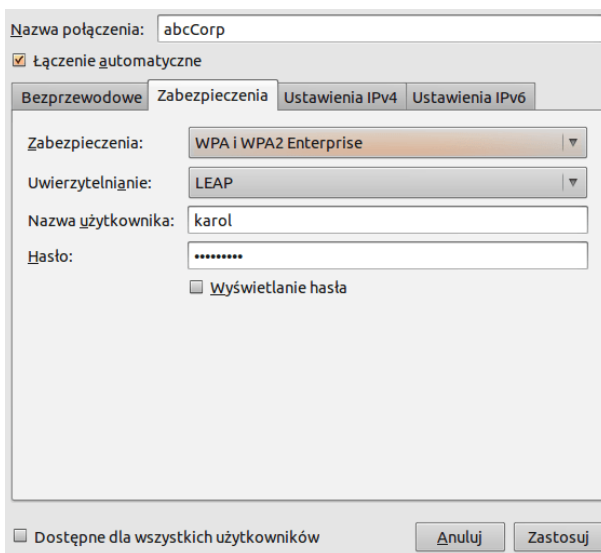 Nazwa połączenia: abcCorp
Łączenie automatyczne
Bezprzewodowe Zabezpieczenia Ustawienia IPv4 Ustawienia IPv6
Zabezpieczenia: WPA i WPA2 Enterprise
Uwierzytelnianie: LEAP
Nazwa użytkownika: karol
Hasło: •••••••••
Wyświetlanie hasła
Dostępne dla wszystkich użytkowników Anuluj Zastosuj